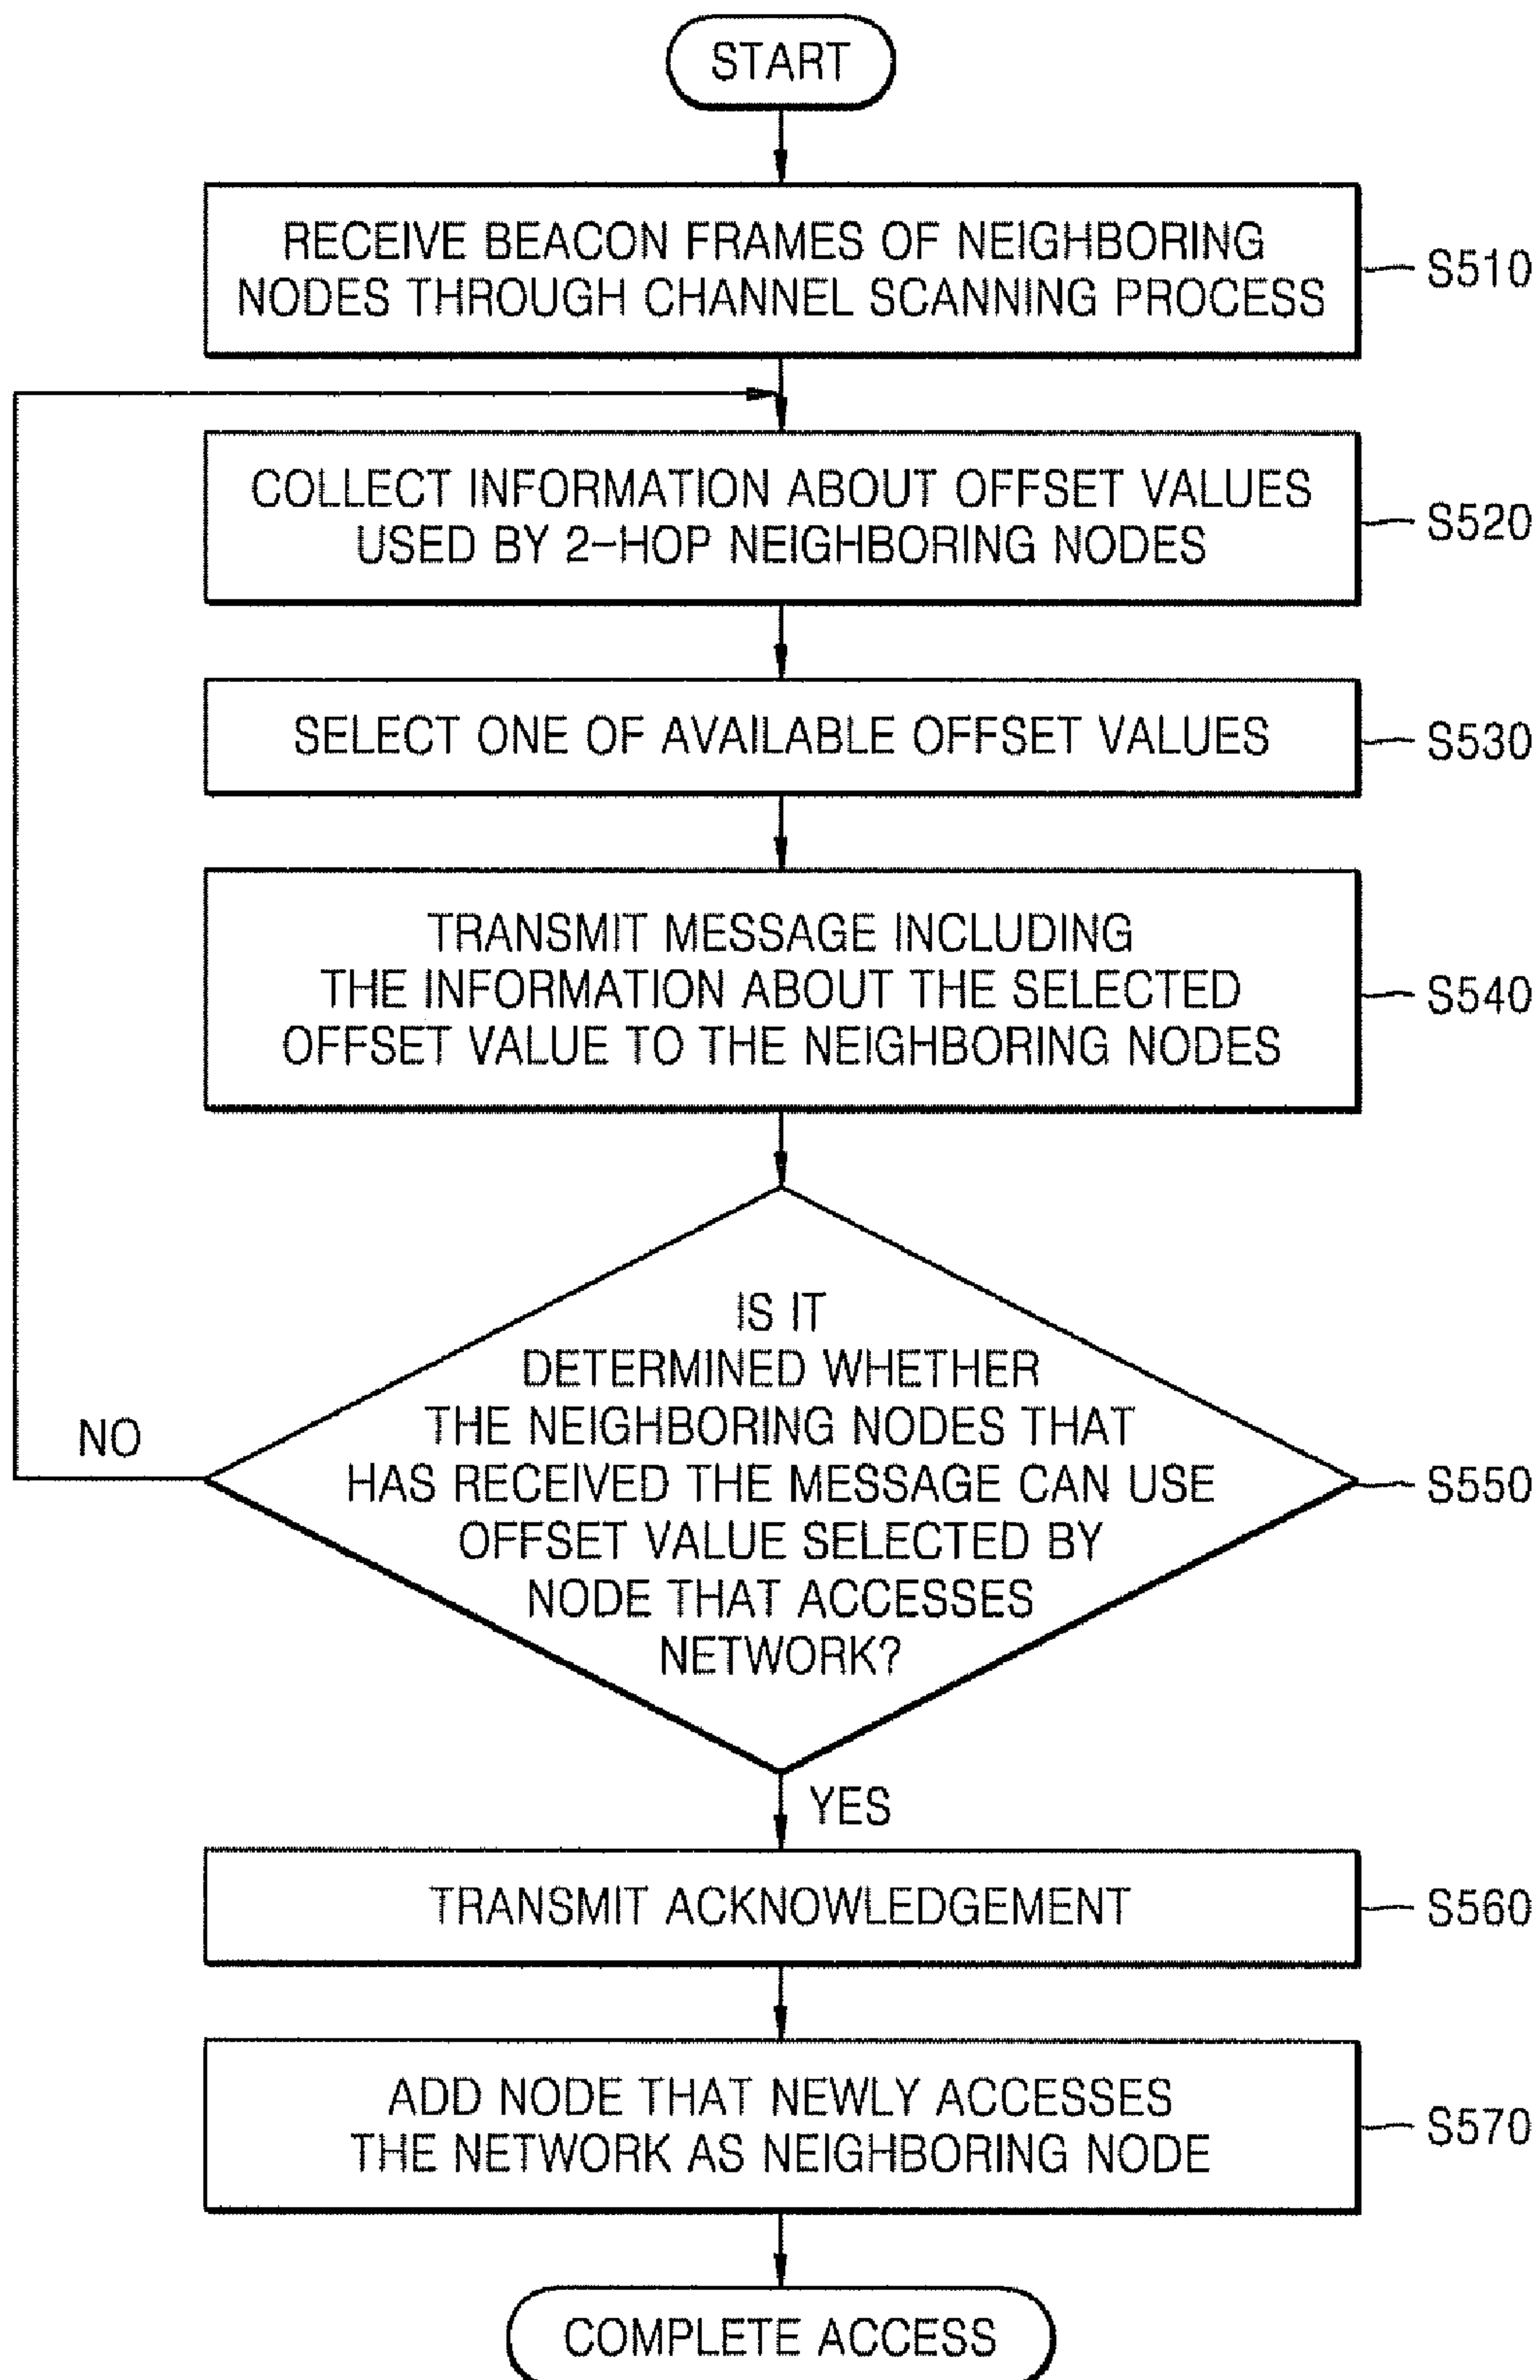 START
RECEIVE BEACON FRAMES OF NEIGHBORING
NODES THROUGH CHANNEL SCANNING PROCESS
S510
COLLECT INFORMATION ABOUT OFFSET VALUES
USED BY 2-HOP NEIGHBORING NODES
S520
SELECT ONE OF AVAILABLE OFFSET VALUES
S530
TRANSMIT MESSAGE INCLUDING
THE INFORMATION ABOUT THE SELECTED
OFFSET VALUE TO THE NEIGHBORING NODES
S540
IS IT
DETERMINED WHETHER
THE NEIGHBORING NODES THAT
HAS RECEIVED THE MESSAGE CAN USE
OFFSET VALUE SELECTED BY
NODE THAT ACCESSES
NETWORK?
S550
NO
YES
TRANSMIT ACKNOWLEDGEMENT
S560
ADD NODE THAT NEWLY ACCESSES
THE NETWORK AS NEIGHBORING NODE
S570
COMPLETE ACCESS